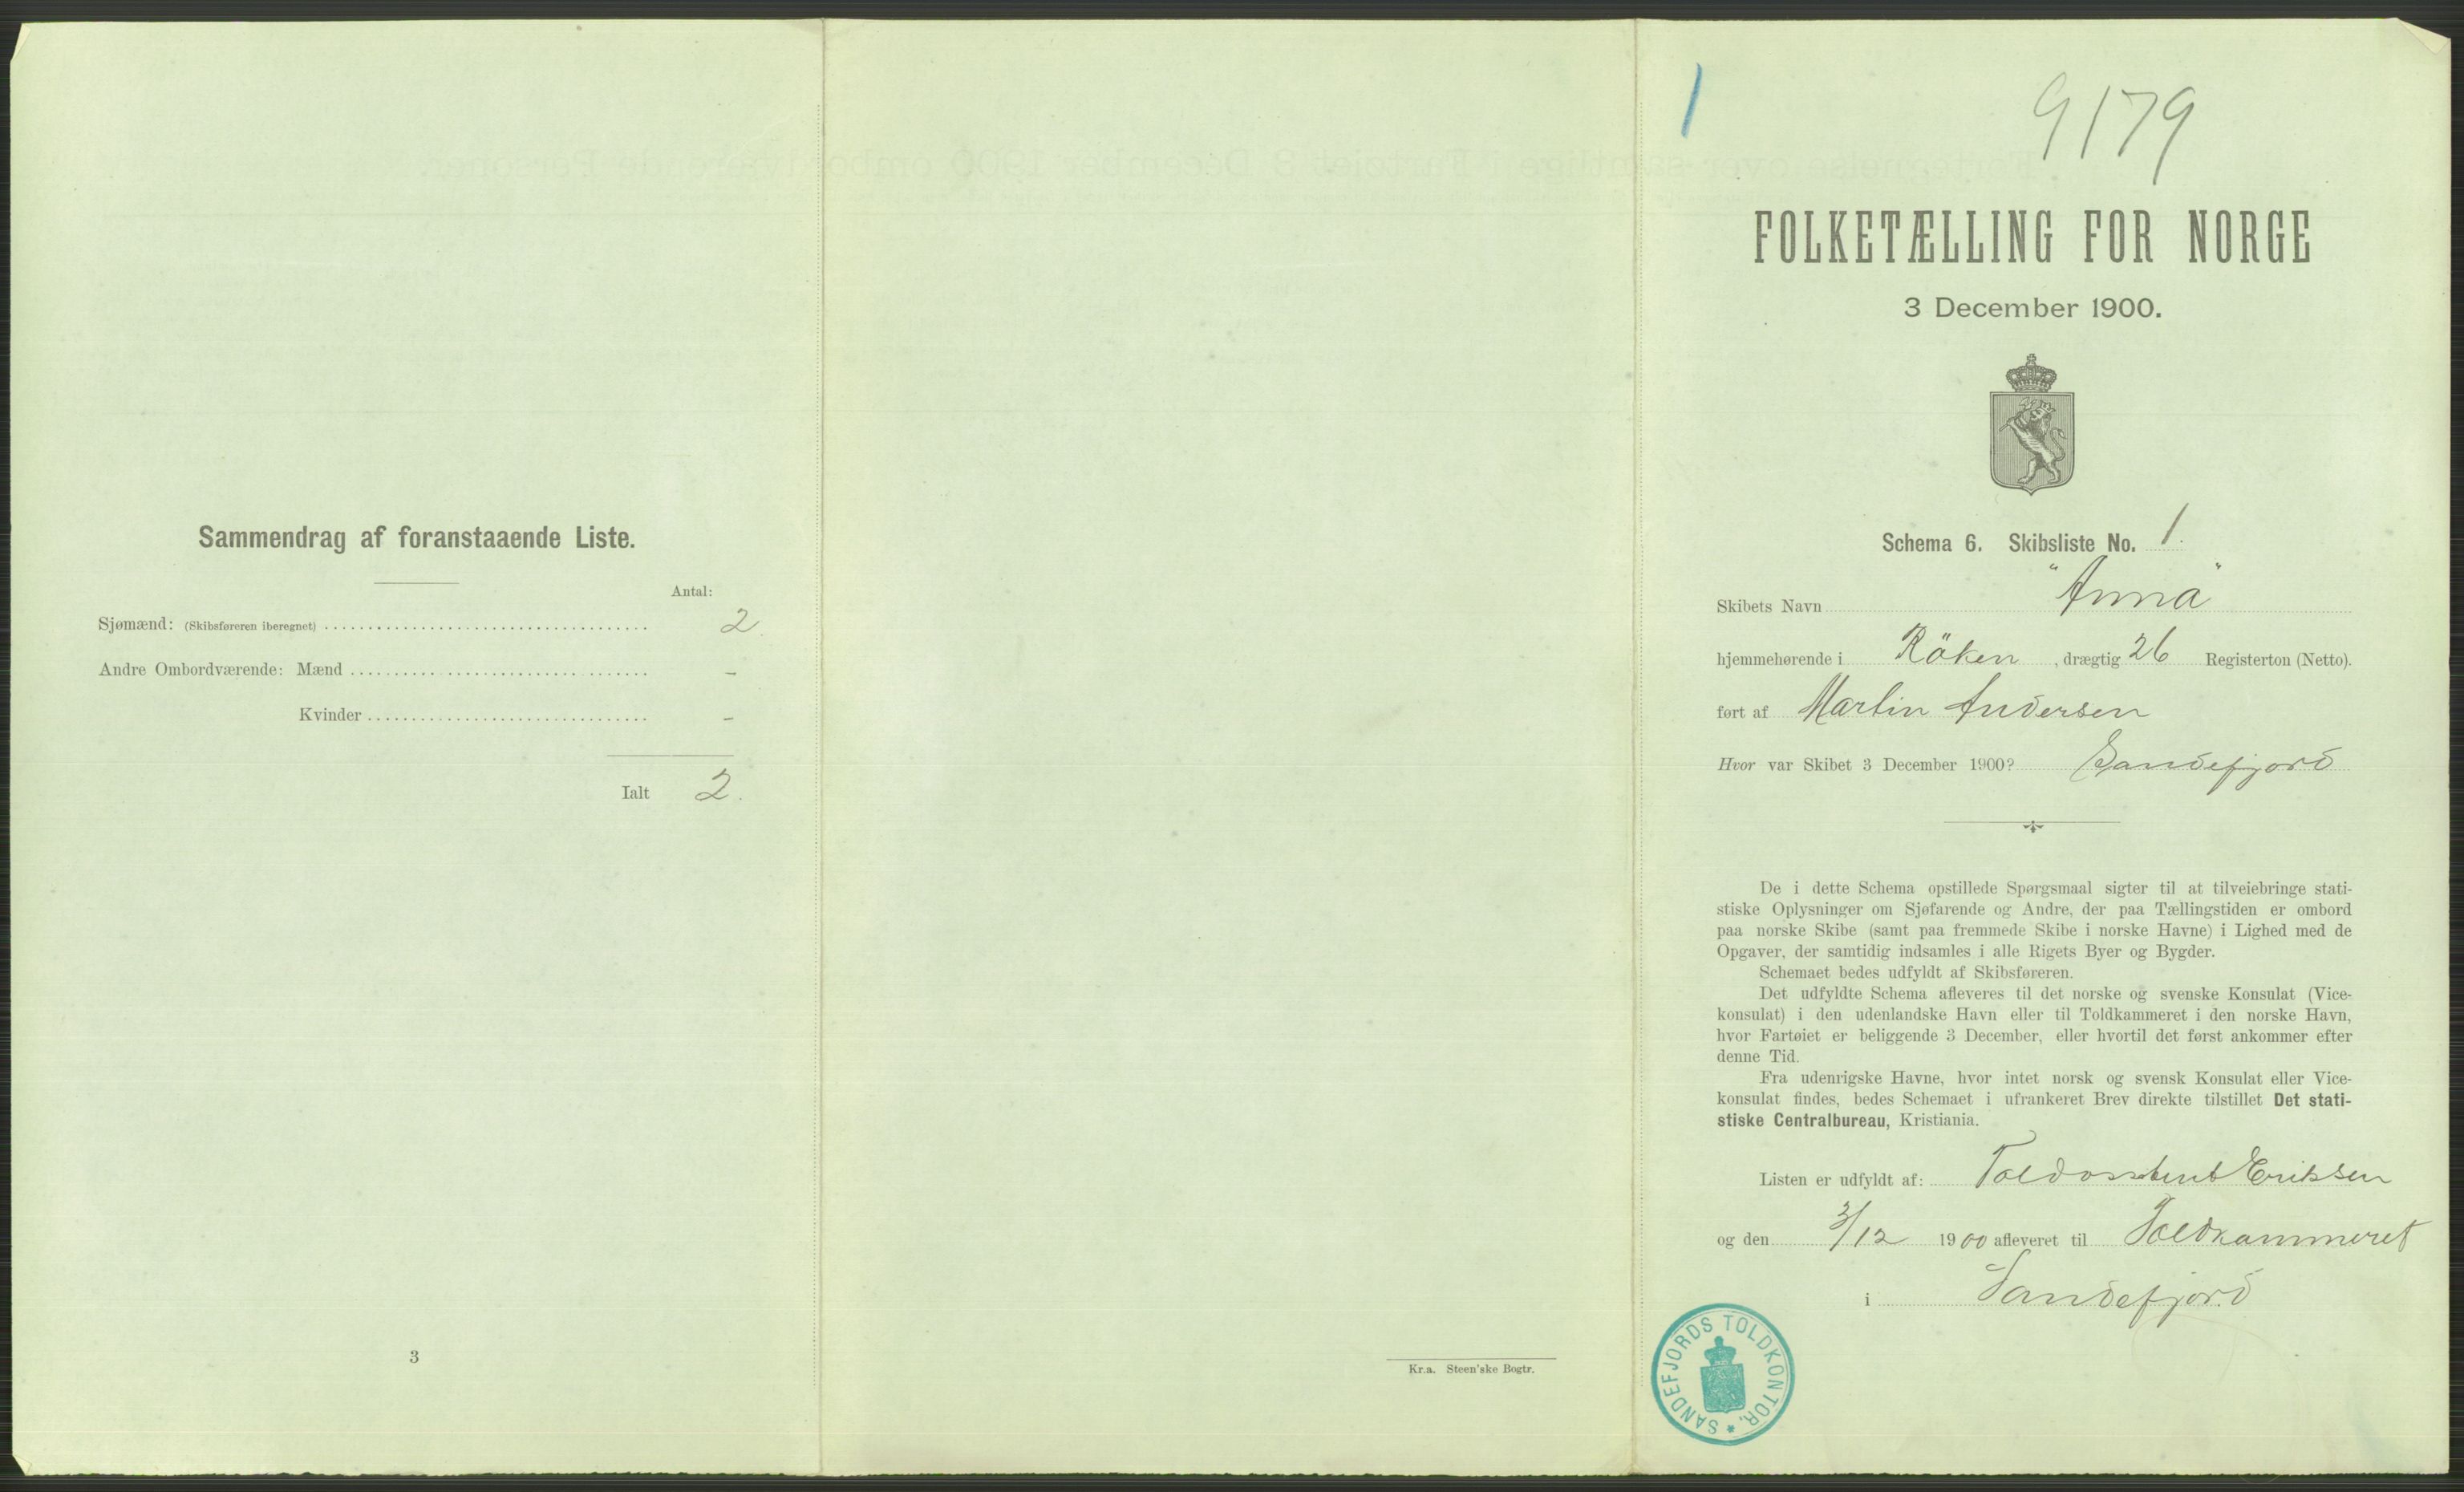 Sammendrag af foranstaaende Liste.
Antal:
Sjømænd: (Skibsføreren iberegnet) 2.
Andre Ombordværende: Mænd –
Kvinder –
Ialt 2.
3
Kr.a. Steen'ske Bogtr.
1
9179
FOLKETÆLLING FOR NORGE
3 December 1900.
Schema 6. Skibsliste No. 1.
Skibets Navn "Anna"
hjemmehørende i Röken, drægtig 26 Registerton (Netto).
ført af Martin Andersen
Hvor var Skibet 3 December 1900? Sandefjord
De i dette Schema opstillede Spørgsmaal sigter til at tilveiebringe stati-
stiske Oplysninger om Sjøfarende og Andre, der paa Tællingstiden er ombord
paa norske Skibe (samt paa fremmede Skibe i norske Havne) i Lighed med de
Opgaver, der samtidig indsamles i alle Rigets Byer og Bygder.
Schemaet bedes udfyldt af Skibsføreren.
Det udfyldte Schema afleveres til det norske og svenske Konsulat (Vice-
konsulat) i den udenlandske Havn eller til Toldkammeret i den norske Havn,
hvor Fartøiet er beliggende 3 December, eller hvortil det først ankommer efter
denne Tid.
Fra udenrigske Havne, hvor intet norsk og svensk Konsulat eller Vice-
konsulat findes, bedes Schemaet i ufrankeret Brev direkte tilstillet Det stati-
stiske Centralbureau, Kristiania.
Listen er udfyldt af: Toldassistent Eriksen
og den 3/12 1900 afleveret til Toldkammeret
i Sandefjord
SANDEFJORDS TOLDKONTOR. *